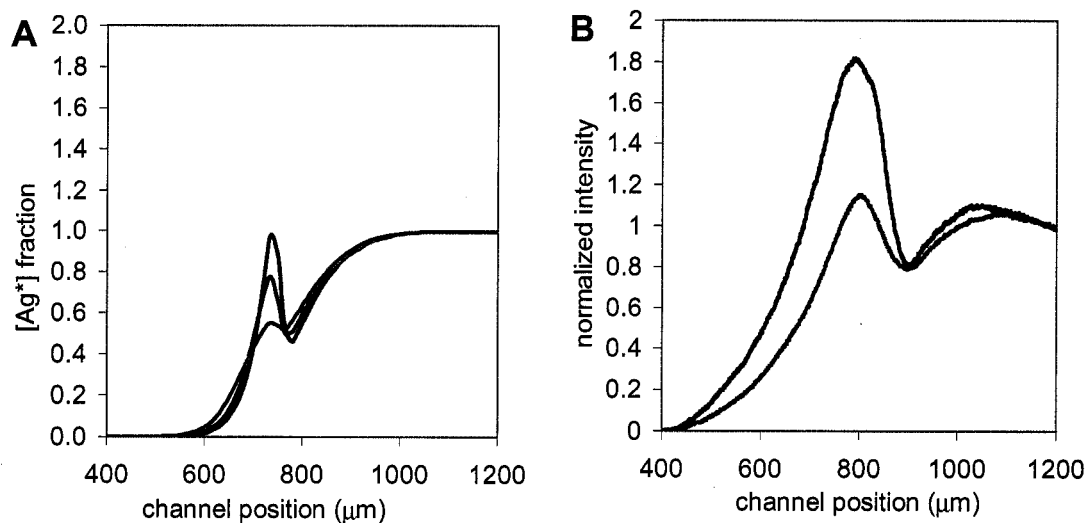 A
2.0
1.8
1.6
1.4
1.2
1.0
0.8
0.6
0.4
0.2
0.0
[Ag*] fraction
400 600 800 1000 1200
channel position (μm)
B
2
1.8
1.6
1.4
1.2
1
0.8
0.6
0.4
0.2
0
normalized intensity
400 600 800 1000 1200
channel position (μm)